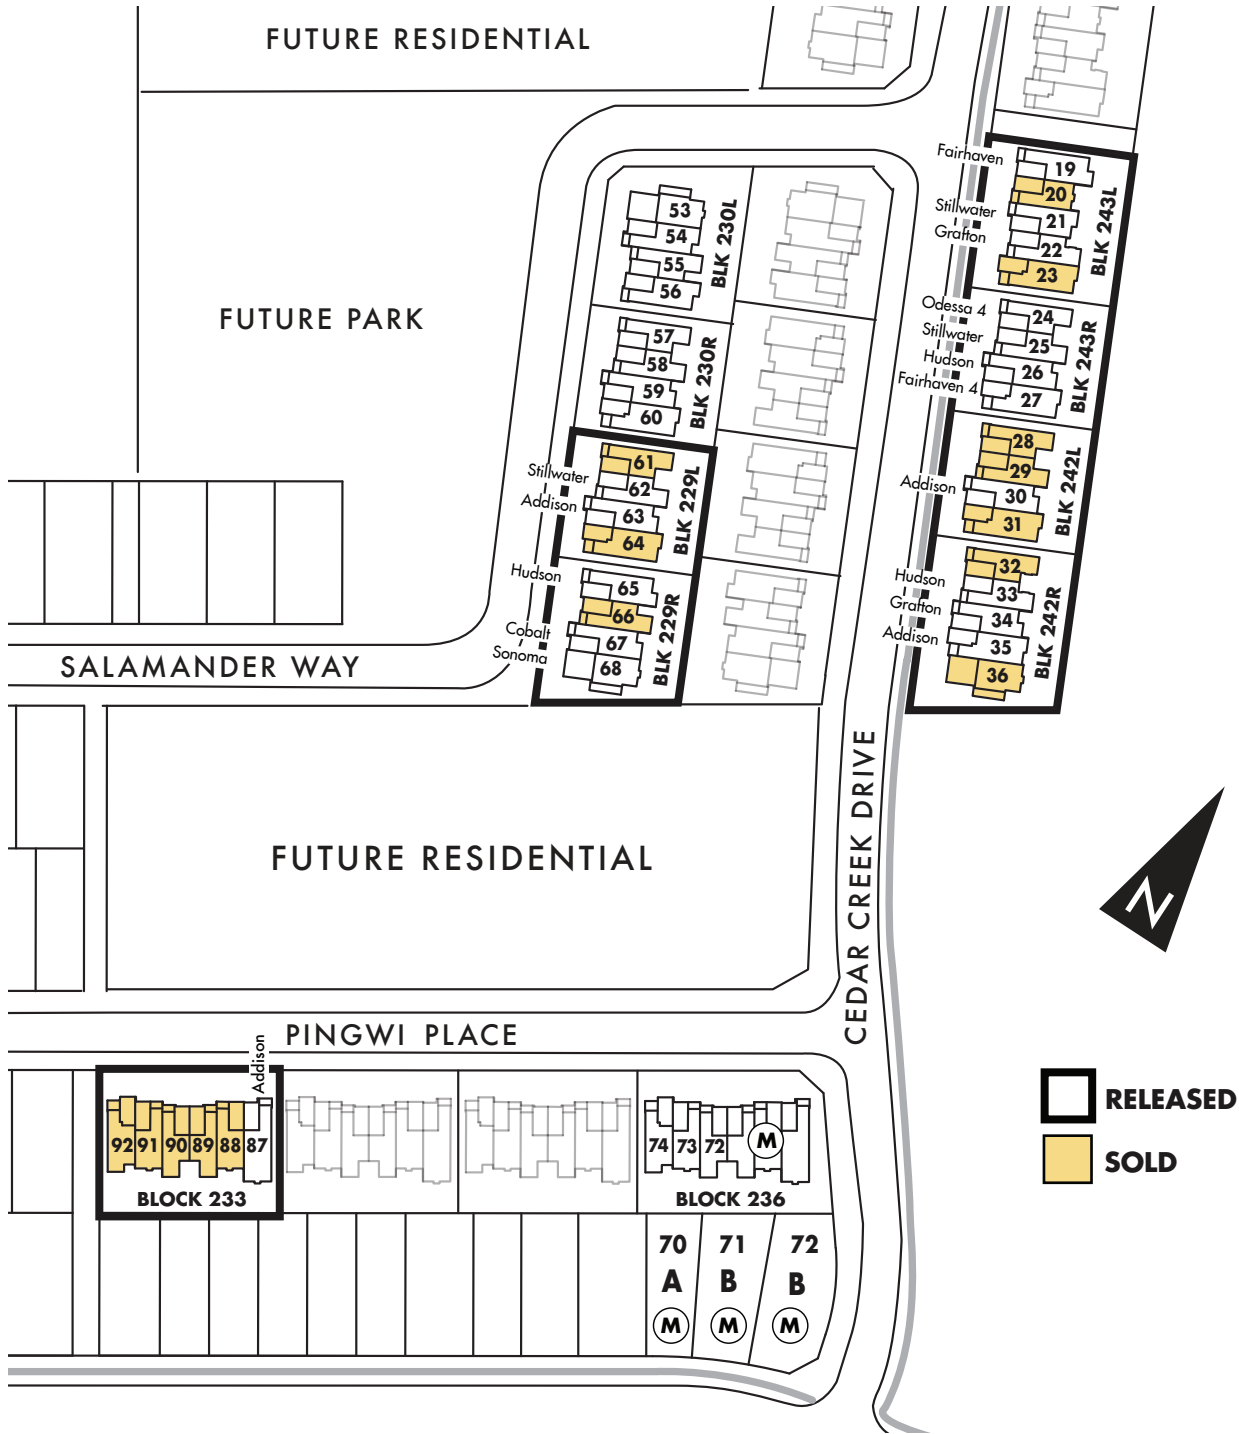 FUTURE RESIDENTIAL
FUTURE PARK
53
54
55
56
BLK 230L
57
58
59
60
BLK 230R
Stillwater
Addison
61
62
63
64
BLK 229L
Hudson
Cobalt
Sonoma
65
66
67
68
BLK 229R
Fairhaven
Stillwater
Grafton
19
20
21
22
23
BLK 243L
Odessa 4
Stillwater
Hudson
Fairhaven 4
24
25
26
27
BLK 243R
Addison
28
29
30
31
BLK 242L
Hudson
Grafton
Addison
32
33
34
35
36
BLK 242R
SALAMANDER WAY
FUTURE RESIDENTIAL
CEDAR CREEK DRIVE
N
PINGWI PLACE
Addison
92 91 90 89 88 87
BLOCK 233
74 73 72 M
BLOCK 236
70 71 72
A B B
M M M
RELEASED
SOLD